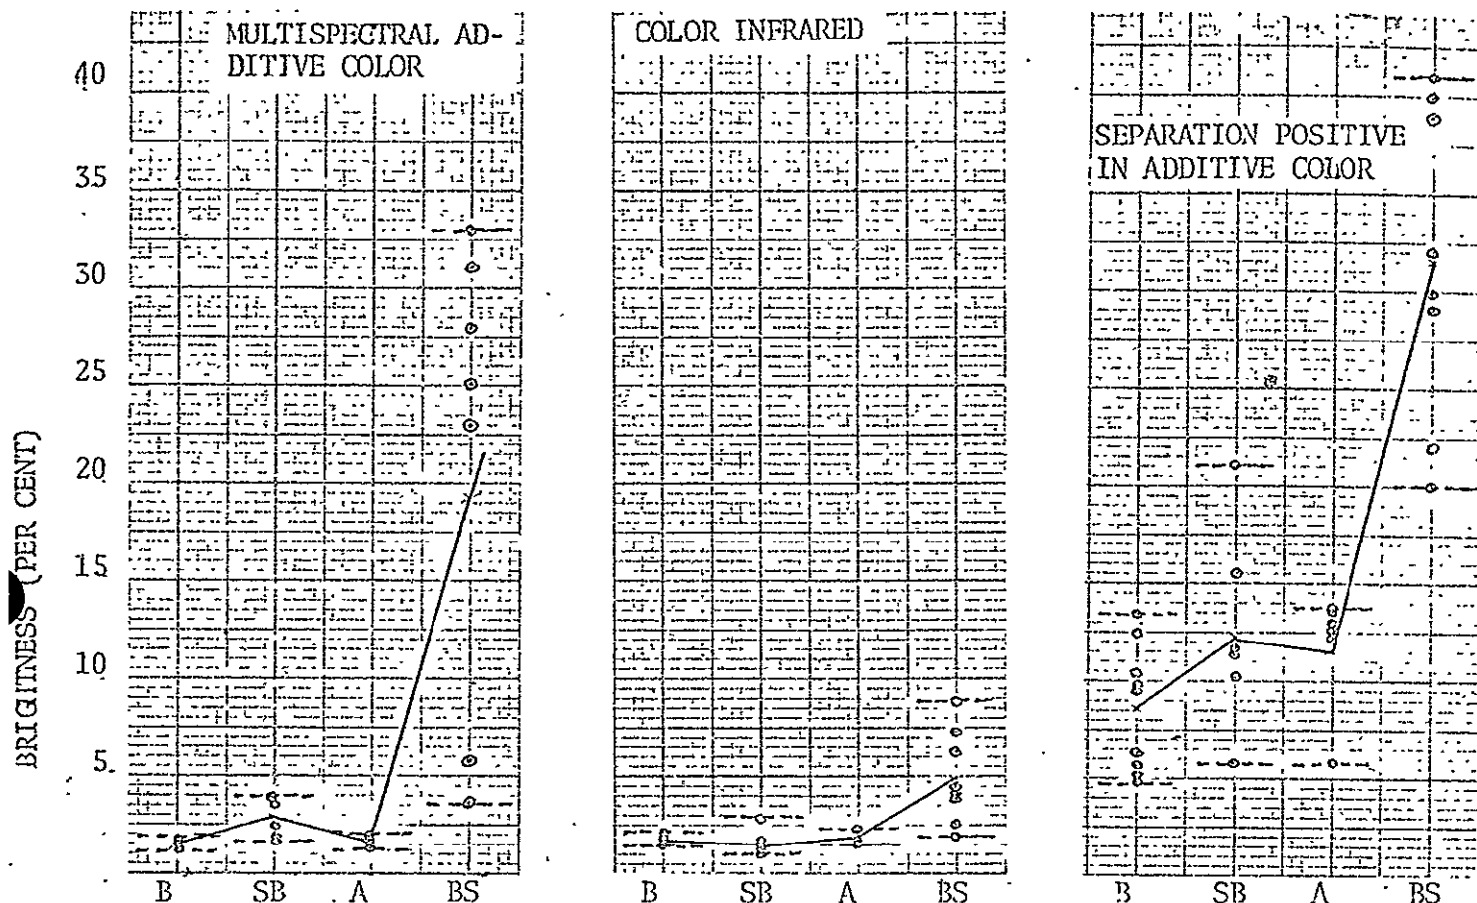 MULTISPECTRAL AD-
DITIVE COLOR
COLOR INFRARED
SEPARATION POSITIVE
IN ADDITIVE COLOR
BRIGHTNESS (PER CENT)
40
35
30
25
20
15
10
5
B SB A BS
B SB A BS
B SB A BS